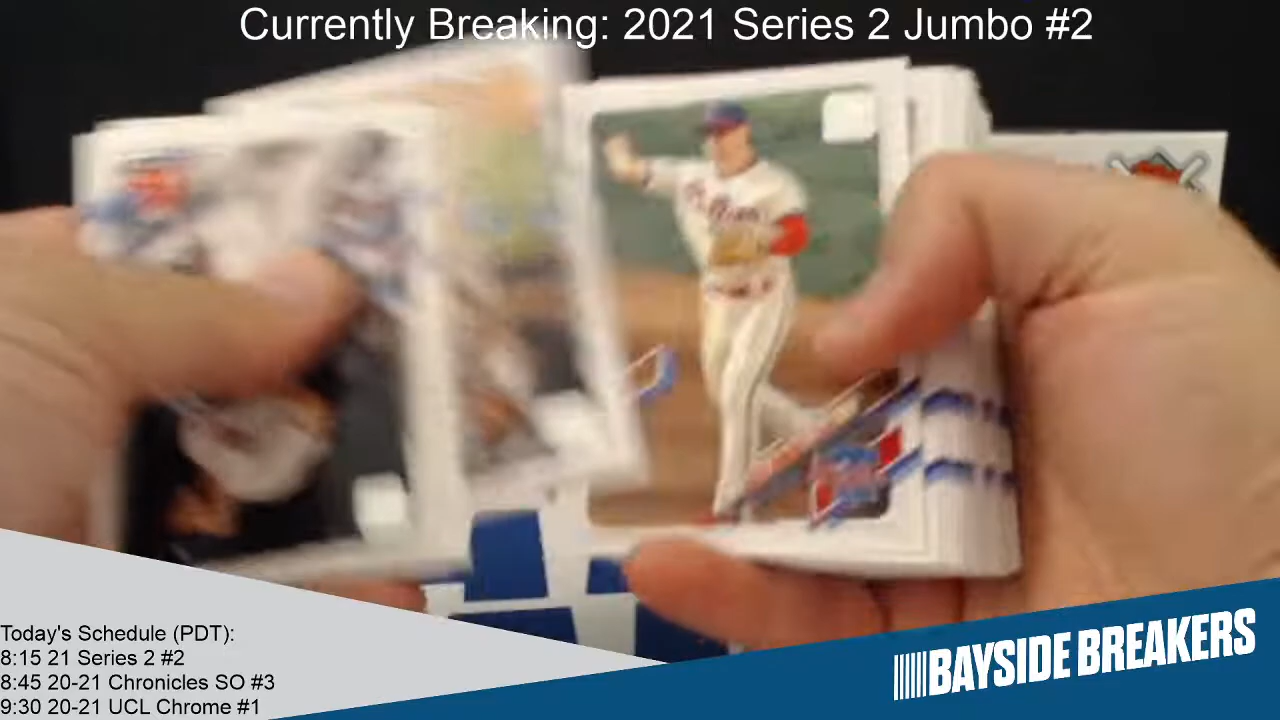 Currently Breaking: 2021 Series 2 Jumbo #2
Today's Schedule (PDT):
8:15 21 Series 2 #2
8:45 20-21 Chronicles SO #3
9:30 20-21 UCL Chrome #1
BAYSIDE BREAKERS